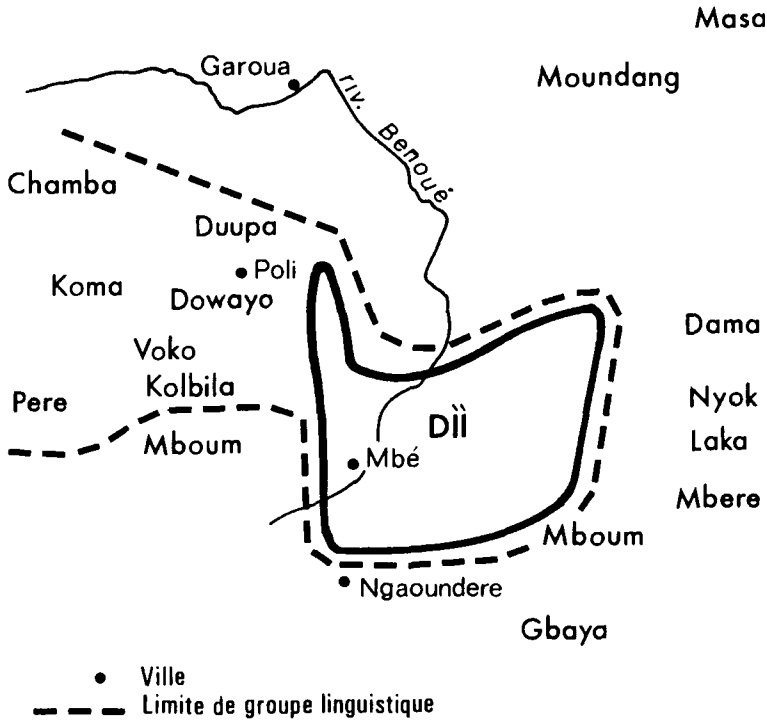 Masa
Garoua
Moundang
riv. Benoué
Chamba
Duupa
Poli
Koma
Dowayo
Dama
Voko
Kolbila
Pere
Nyok
Mboum
Dı̏ı̏
Laka
Mbé
Mbere
Mboum
Ngaoundere
Gbaya
Ville
Limite de groupe linguistique